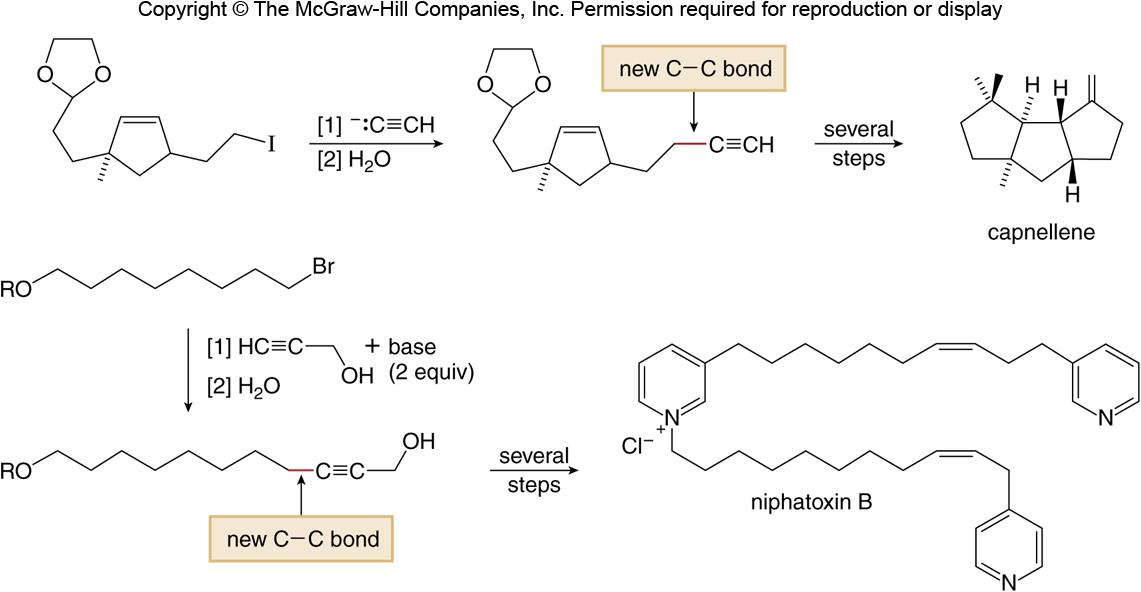 Copyright © The McGraw-Hill Companies, Inc. Permission required for reproduction or display
O O
I
[1] ⁻:C≡CH
[2] H₂O
O O
new C−C bond
C≡CH
several
steps
H H
H
capnellene
RO
Br
[1] HC≡C
OH
+ base
(2 equiv)
[2] H₂O
RO
C≡C
OH
new C−C bond
several
steps
N
+
Cl⁻
N
niphatoxin B
N